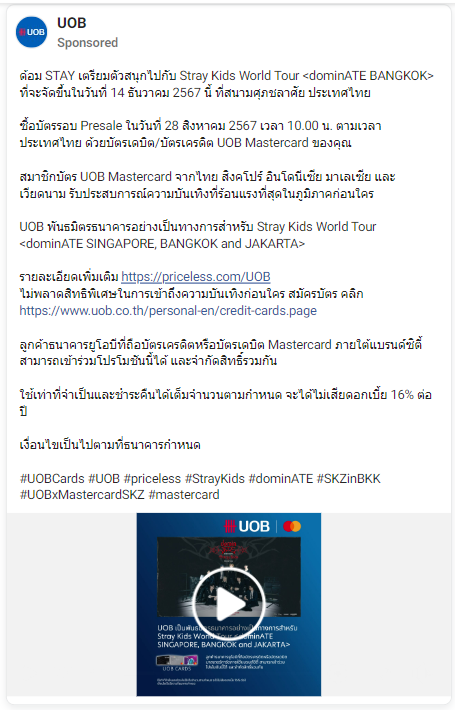 UOB
UOB
Sponsored
ด้อม STAY เตรียมตัวสนุกไปกับ Stray Kids World Tour <dominATE BANGKOK>
ที่จะจัดขึ้นในวันที่ 14 ธันวาคม 2567 นี้ ที่สนามศุภชลาศัย ประเทศไทย
ซื้อบัตรรอบ Presale ในวันที่ 28 สิงหาคม 2567 เวลา 10.00 น. ตามเวลา
ประเทศไทย ด้วยบัตรเดบิต/บัตรเครดิต UOB Mastercard ของคุณ
สมาชิกบัตร UOB Mastercard จากไทย สิงคโปร์ อินโดนีเซีย มาเลเซีย และ
เวียดนาม รับประสบการณ์ความบันเทิงที่ร้อนแรงที่สุดในภูมิภาคก่อนใคร
UOB พันธมิตรธนาคารอย่างเป็นทางการสำหรับ Stray Kids World Tour
<dominATE SINGAPORE, BANGKOK and JAKARTA>
รายละเอียดเพิ่มเติม https://priceless.com/UOB
ไม่พลาดสิทธิพิเศษในการเข้าถึงความบันเทิงก่อนใคร สมัครบัตร คลิก
https://www.uob.co.th/personal-en/credit-cards.page
ลูกค้าธนาคารยูโอบีที่ถือบัตรเครดิตหรือบัตรเดบิต Mastercard ภายใต้แบรนด์ซิตี้
สามารถเข้าร่วมโปรโมชันนี้ได้ และจำกัดสิทธิ์รวมกัน
ใช้เท่าที่จำเป็นและชำระคืนได้เต็มจำนวนตามกำหนด จะได้ไม่เสียดอกเบี้ย 16% ต่อ
ปี
เงื่อนไขเป็นไปตามที่ธนาคารกำหนด
#UOBCards #UOB #priceless #StrayKids #dominATE #SKZinBKK
#UOBxMastercardSKZ #mastercard
UOB
UOB เป็นพันธมิตรธนาคารอย่างเป็นทางการสำหรับ
Stray Kids World Tour <dominATE
SINGAPORE, BANGKOK and JAKARTA>
UOB CARDS